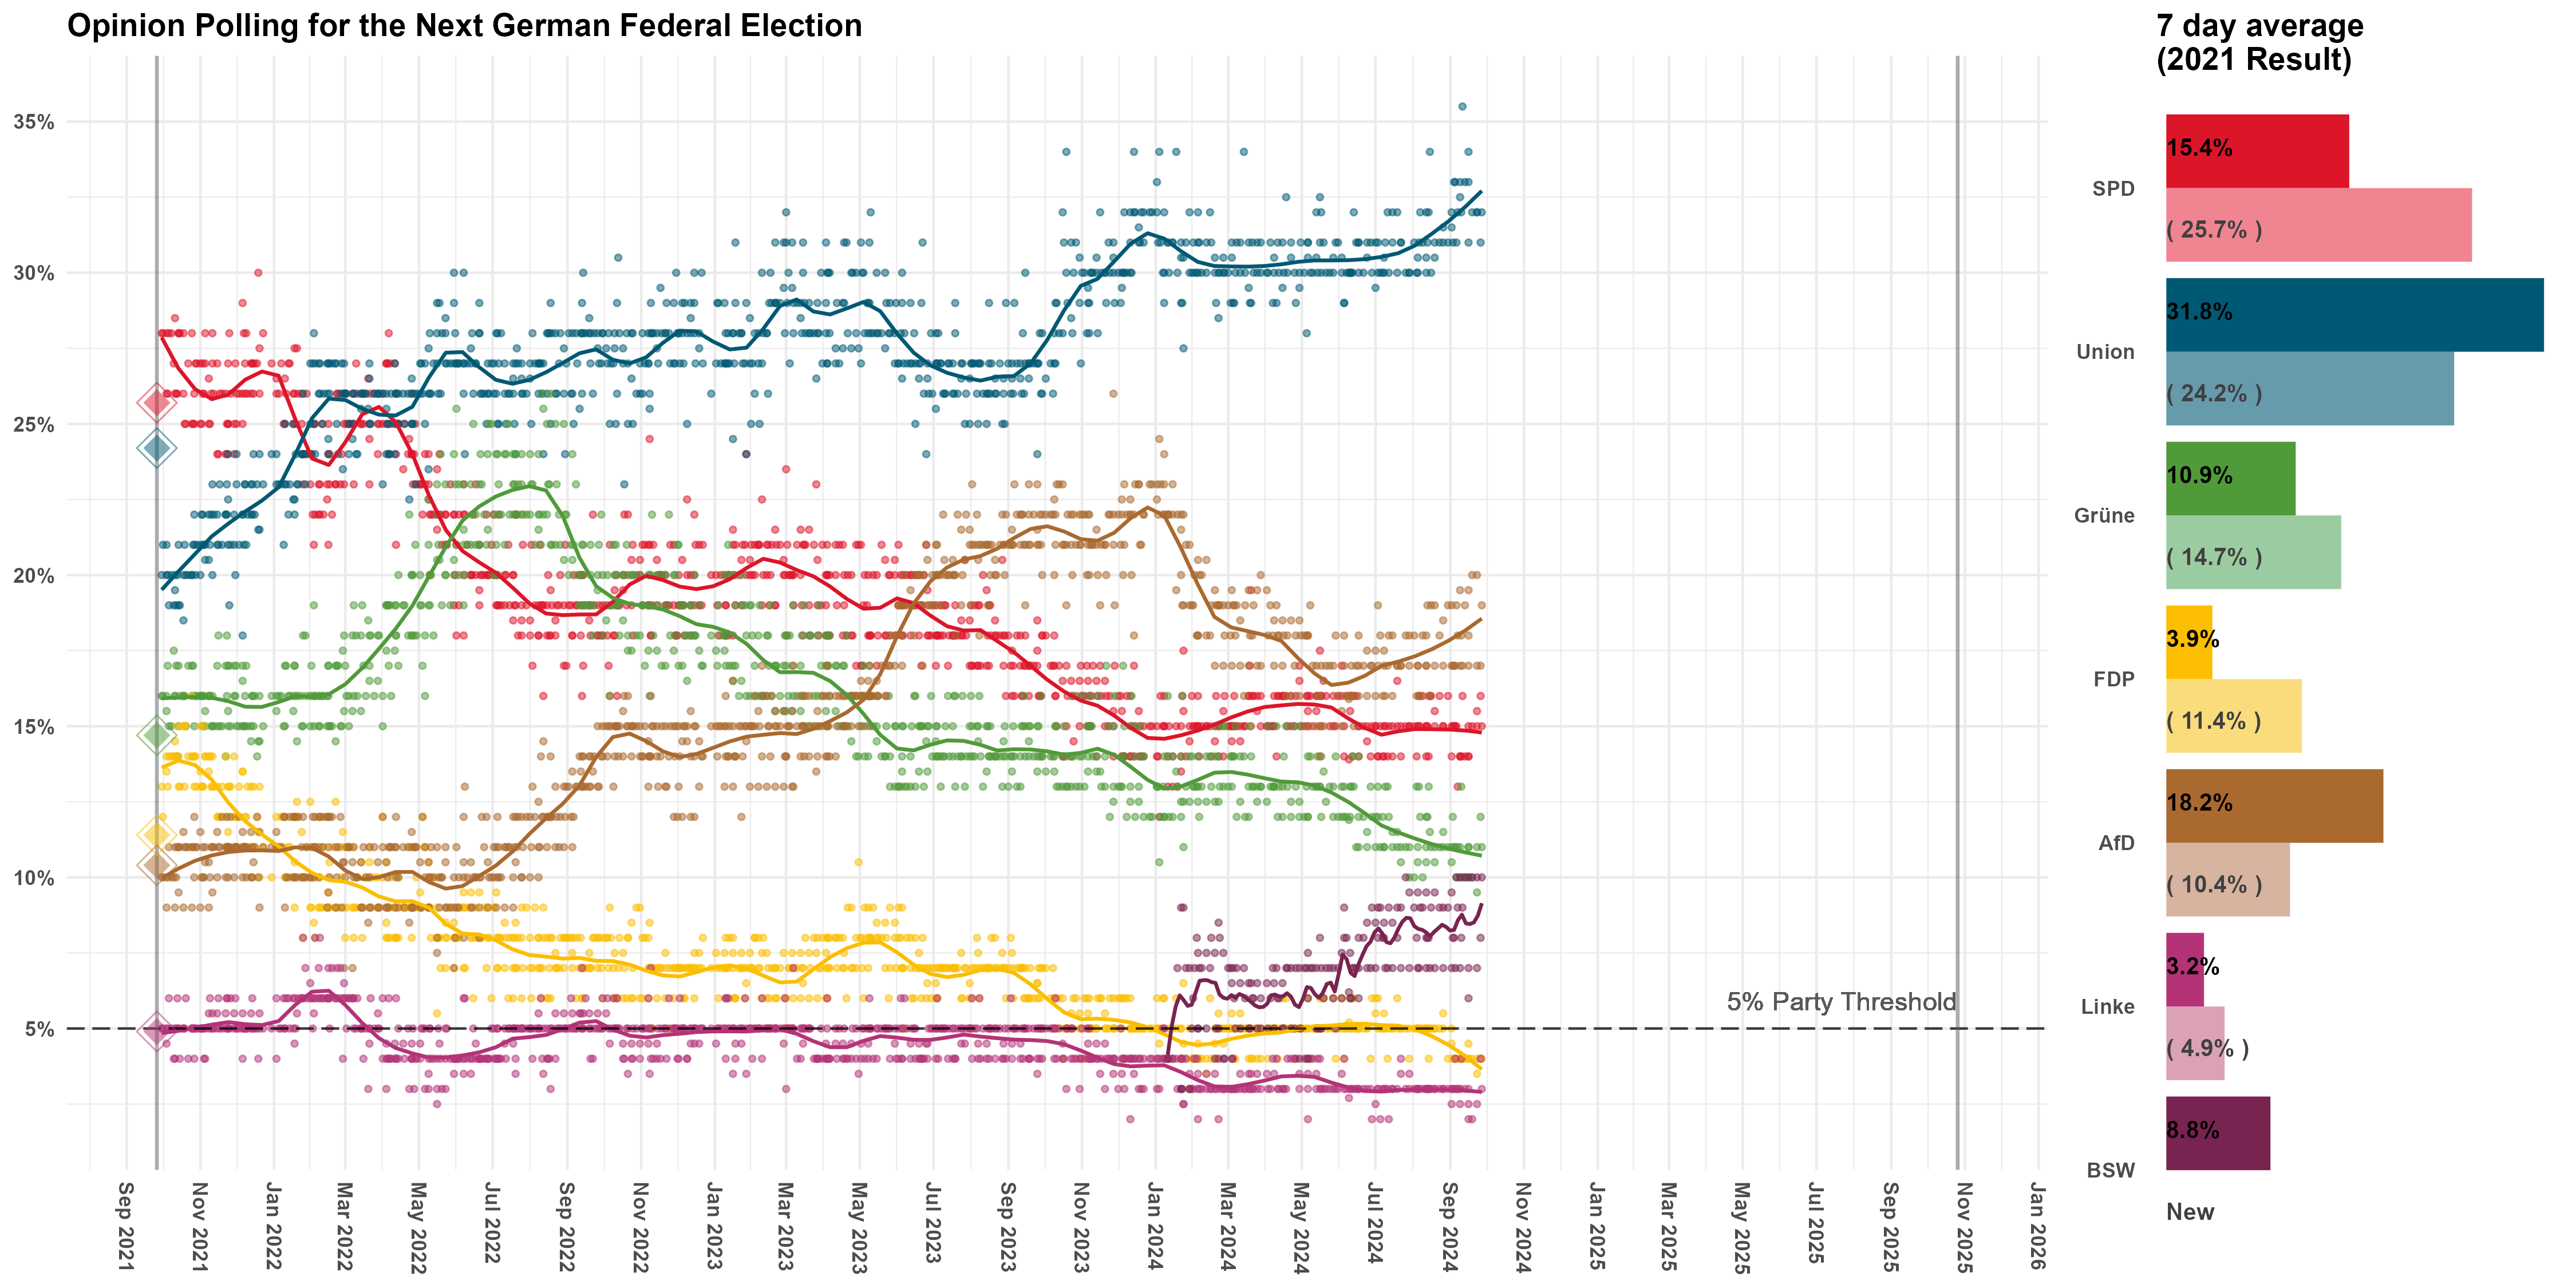 Opinion Polling for the Next German Federal Election
35%
30%
25%
20%
15%
10%
5%
5% Party Threshold
Sep 2021
Nov 2021
Jan 2022
Mar 2022
May 2022
Jul 2022
Sep 2022
Nov 2022
Jan 2023
Mar 2023
May 2023
Jul 2023
Sep 2023
Nov 2023
Jan 2024
Mar 2024
May 2024
Jul 2024
Sep 2024
Nov 2024
Jan 2025
Mar 2025
May 2025
Jul 2025
Sep 2025
Nov 2025
Jan 2026
7 day average
(2021 Result)
15.4%
SPD
( 25.7% )
31.8%
Union
( 24.2% )
10.9%
Grüne
( 14.7% )
3.9%
FDP
( 11.4% )
18.2%
AfD
( 10.4% )
3.2%
Linke
( 4.9% )
8.8%
BSW
New